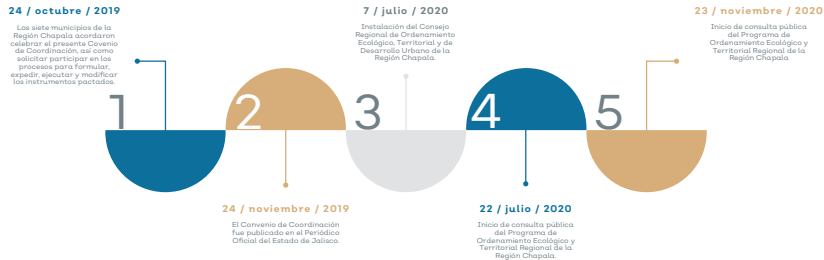 24 / octubre / 2019
Los siete municipios de la
Región Chapala acordaron
celebrar el presente Covenio
de Coordinación, así como
solicitar participar en los
procesos para formular,
expedir, ejecutar y modificar
los instrumentos pactados.
1
2
24 / noviembre / 2019
El Convenio de Coordinación
fue publicado en el Periódico
Oficial del Estado de Jalisco.
7 / julio / 2020
Instalación del Consejo
Regional de Ordenamiento
Ecológico, Territorial y de
Desarrollo Urbano de la
Región Chapala.
3
4
22 / julio / 2020
Inicio de consulta pública
del Programa de
Ordenamiento Ecológico y
Territorial Regional de la
Región Chapala.
23 / noviembre / 2020
Inicio de consulta pública
del Programa de
Ordenamiento Ecológico y
Territorial Regional de la
Región Chapala
5